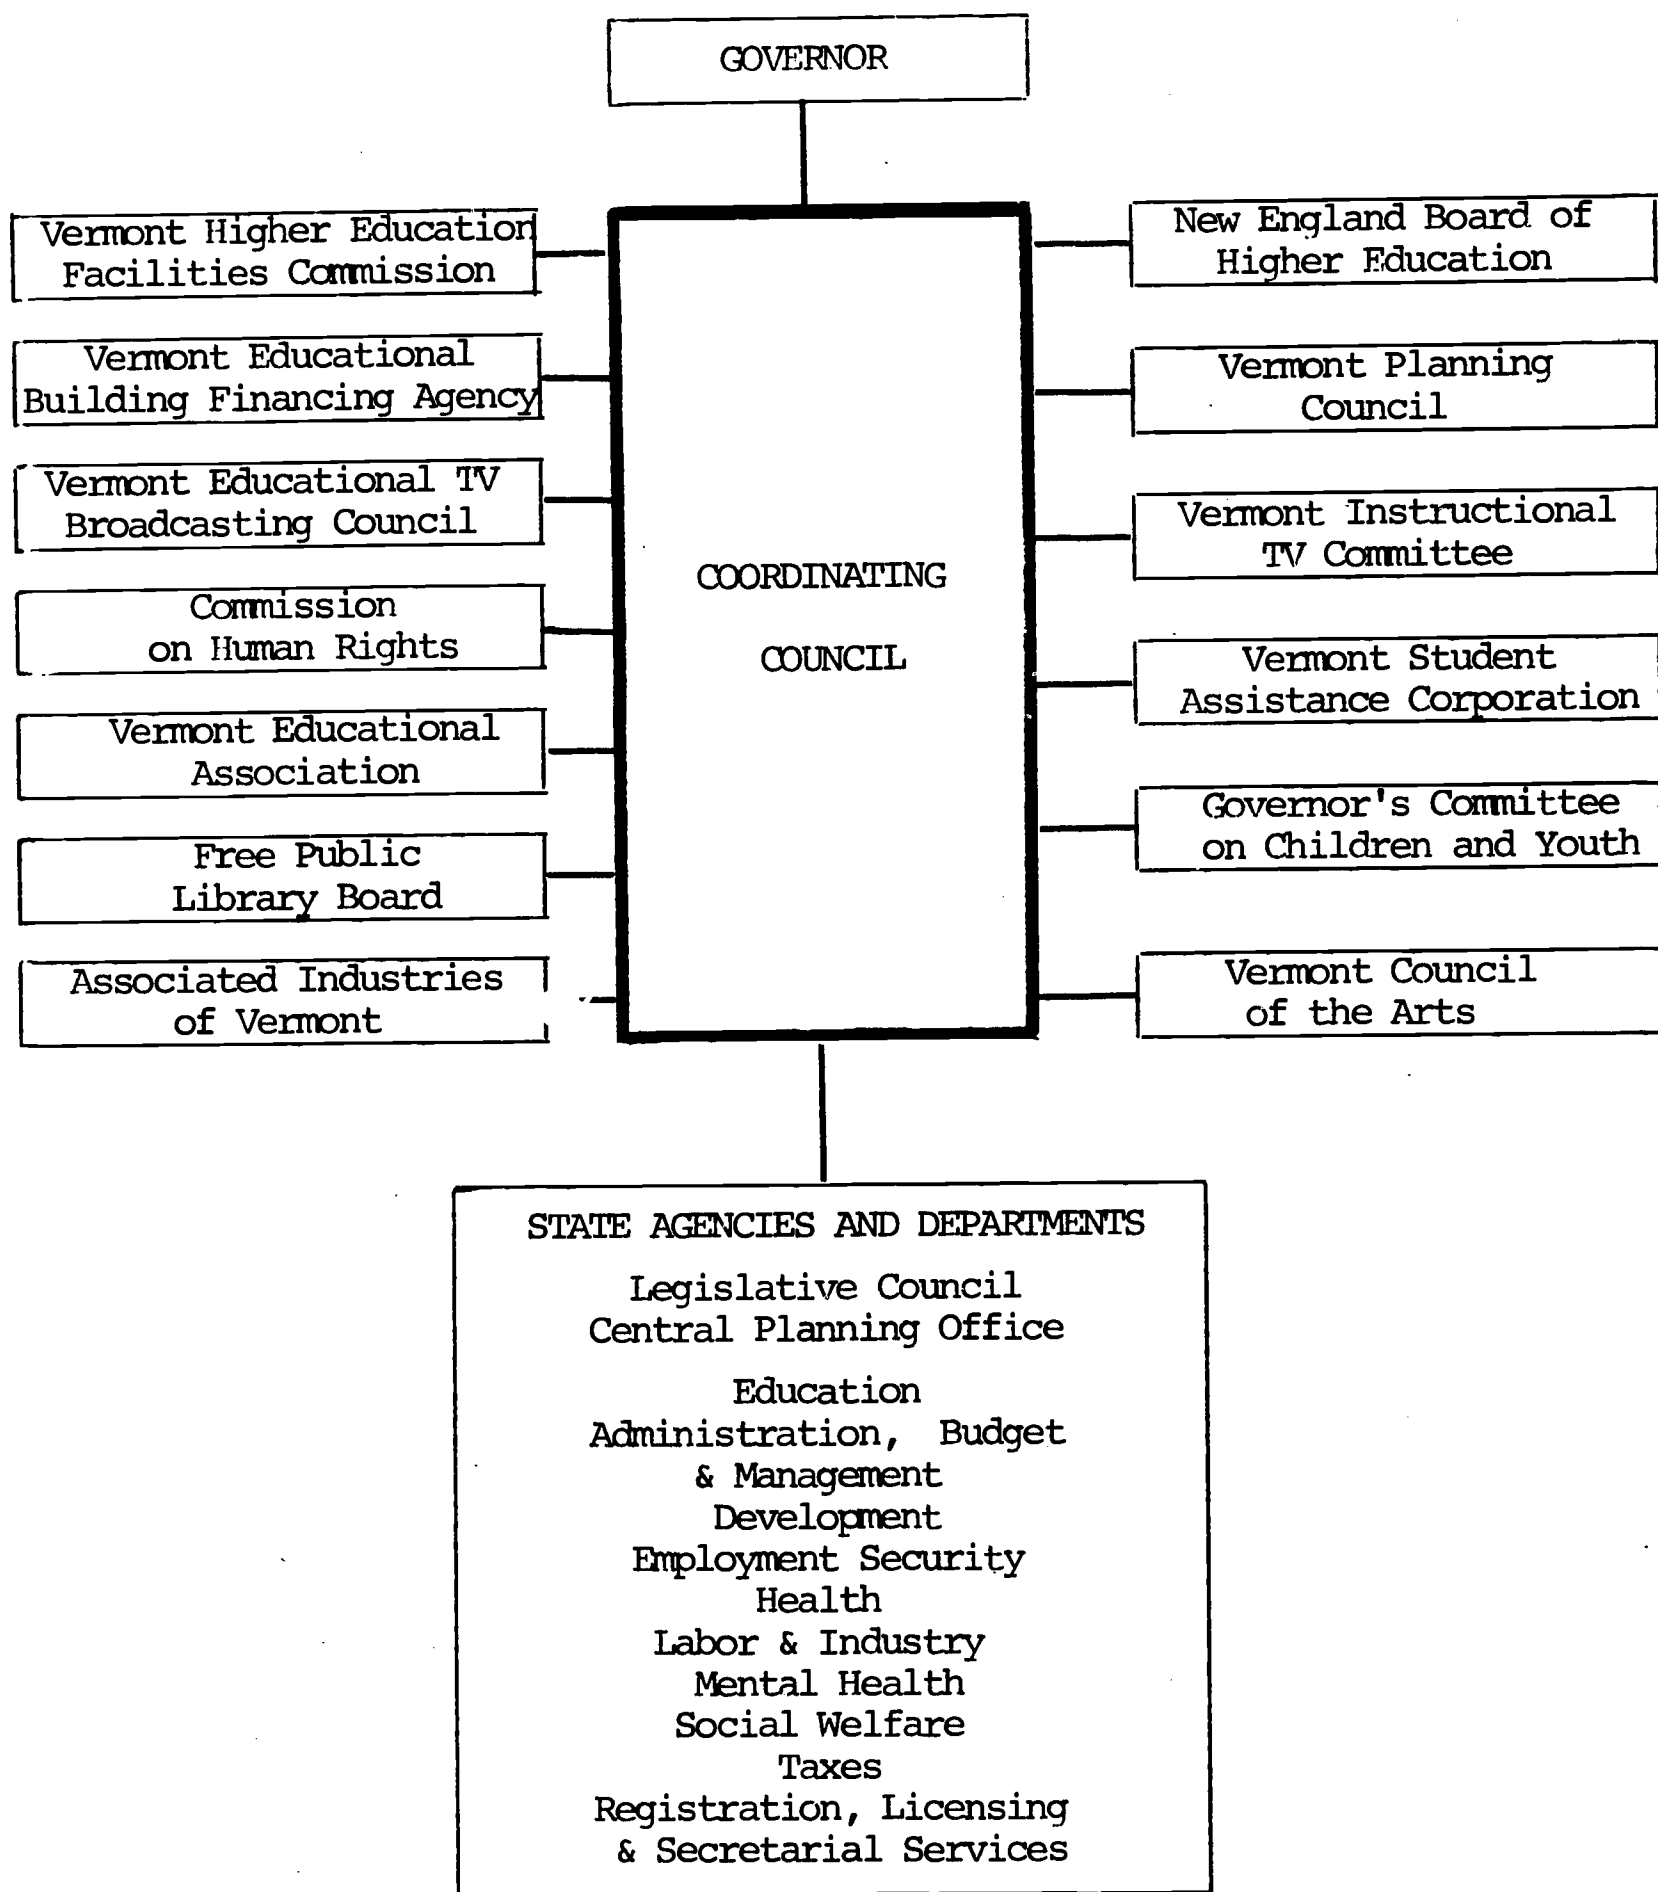 GOVERNOR
Vermont Higher Education
Facilities Commission
Vermont Educational
Building Financing Agency
Vermont Educational TV
Broadcasting Council
Commission
on Human Rights
Vermont Educational
Association
Free Public
Library Board
Associated Industries
of Vermont
COORDINATING
COUNCIL
New England Board of
Higher Education
Vermont Planning
Council
Vermont Instructional
TV Committee
Vermont Student
Assistance Corporation
Governor's Committee
on Children and Youth
Vermont Council
of the Arts
STATE AGENCIES AND DEPARTMENTS
Legislative Council
Central Planning Office
Education
Administration, Budget
& Management
Development
Employment Security
Health
Labor & Industry
Mental Health
Social Welfare
Taxes
Registration, Licensing
& Secretarial Services